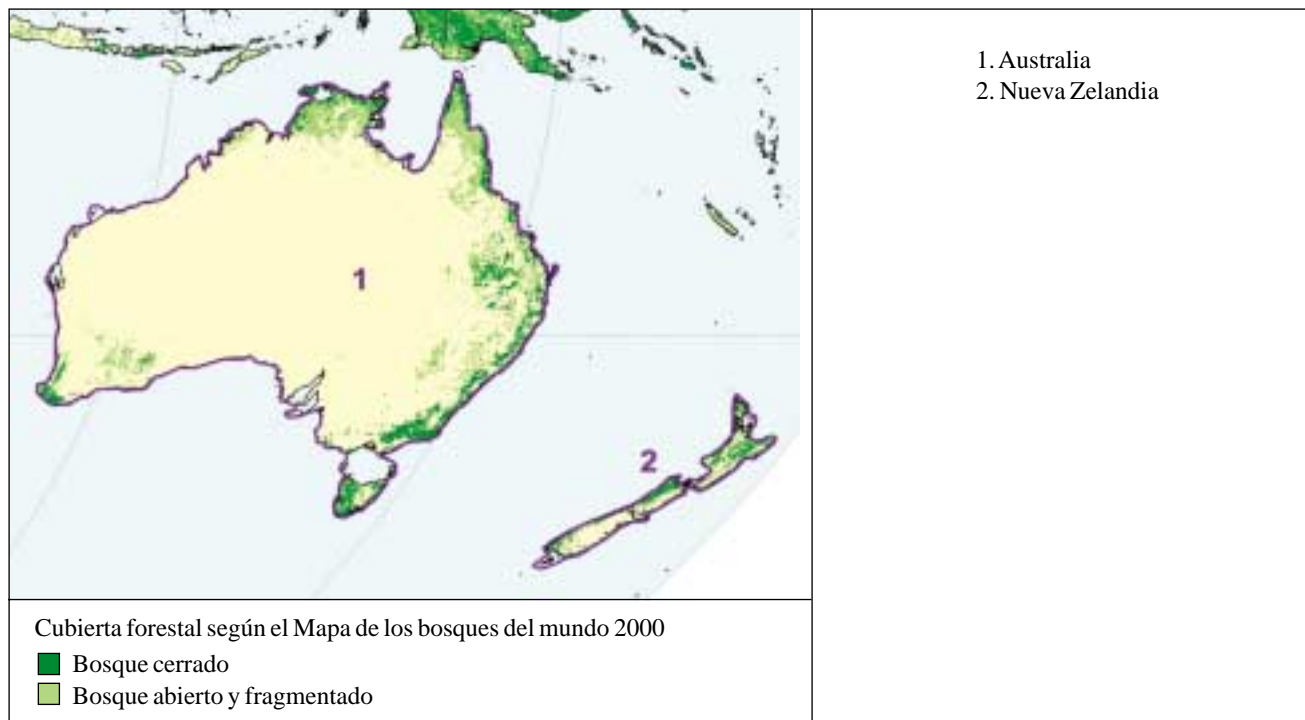 1
2
1. Australia
2. Nueva Zelandia
Cubierta forestal según el Mapa de los bosques del mundo 2000
Bosque cerrado
Bosque abierto y fragmentado